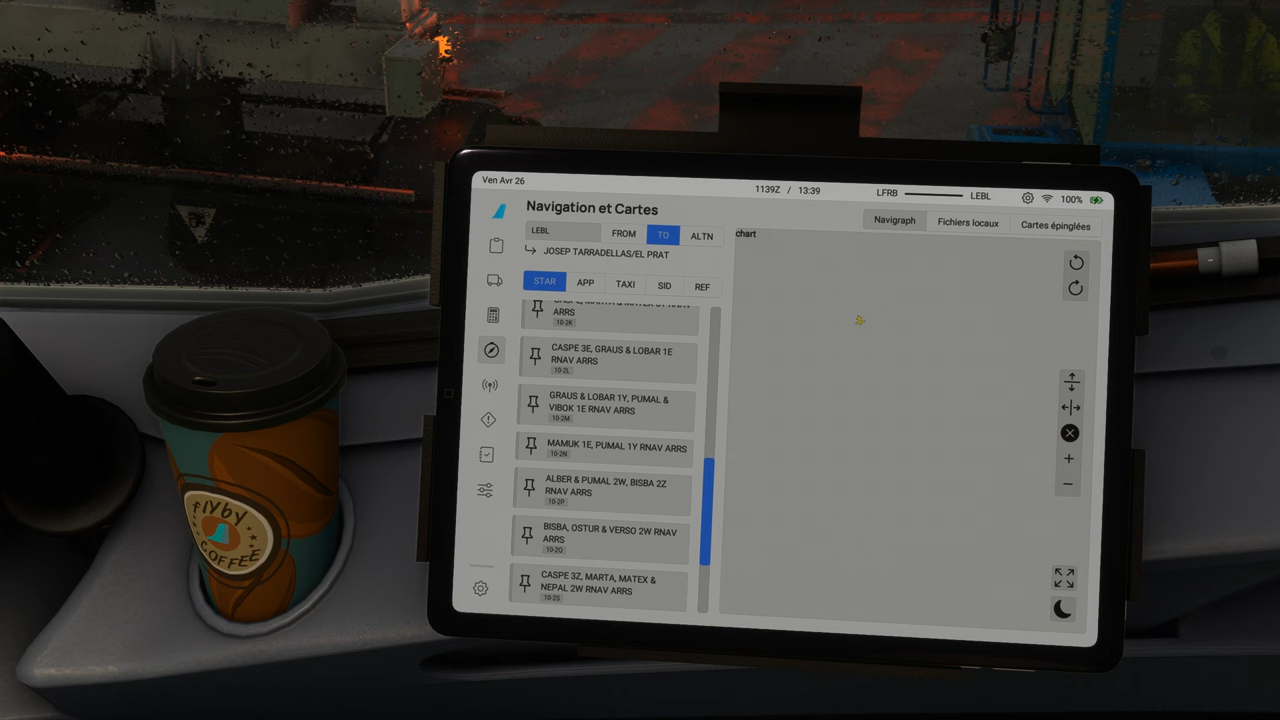 Ven Avr 26
1139Z / 13:39
LFRB LEBL
100%
Navigation et Cartes
Navigraph Fichiers locaux Cartes épinglées
LEBL FROM TO ALTN
JOSEP TARRADELLAS/EL PRAT
chart
STAR APP TAXI SID REF
ARRS
10-2K
CASPE 3E, GRAUS & LOBAR 1E
RNAV ARRS
10-2L
GRAUS & LOBAR 1Y, PUMAL &
VIBOK 1E RNAV ARRS
10-2M
MAMUK 1E, PUMAL 1Y RNAV ARRS
10-2N
ALBER & PUMAL 2W, BISBA 2Z
RNAV ARRS
10-2P
BISBA, OSTUR & VERSO 2W RNAV
ARRS
10-2Q
CASPE 3Z, MARTA, MATEX &
NEPAL 2W RNAV ARRS
10-2S
flyby
COFFEE